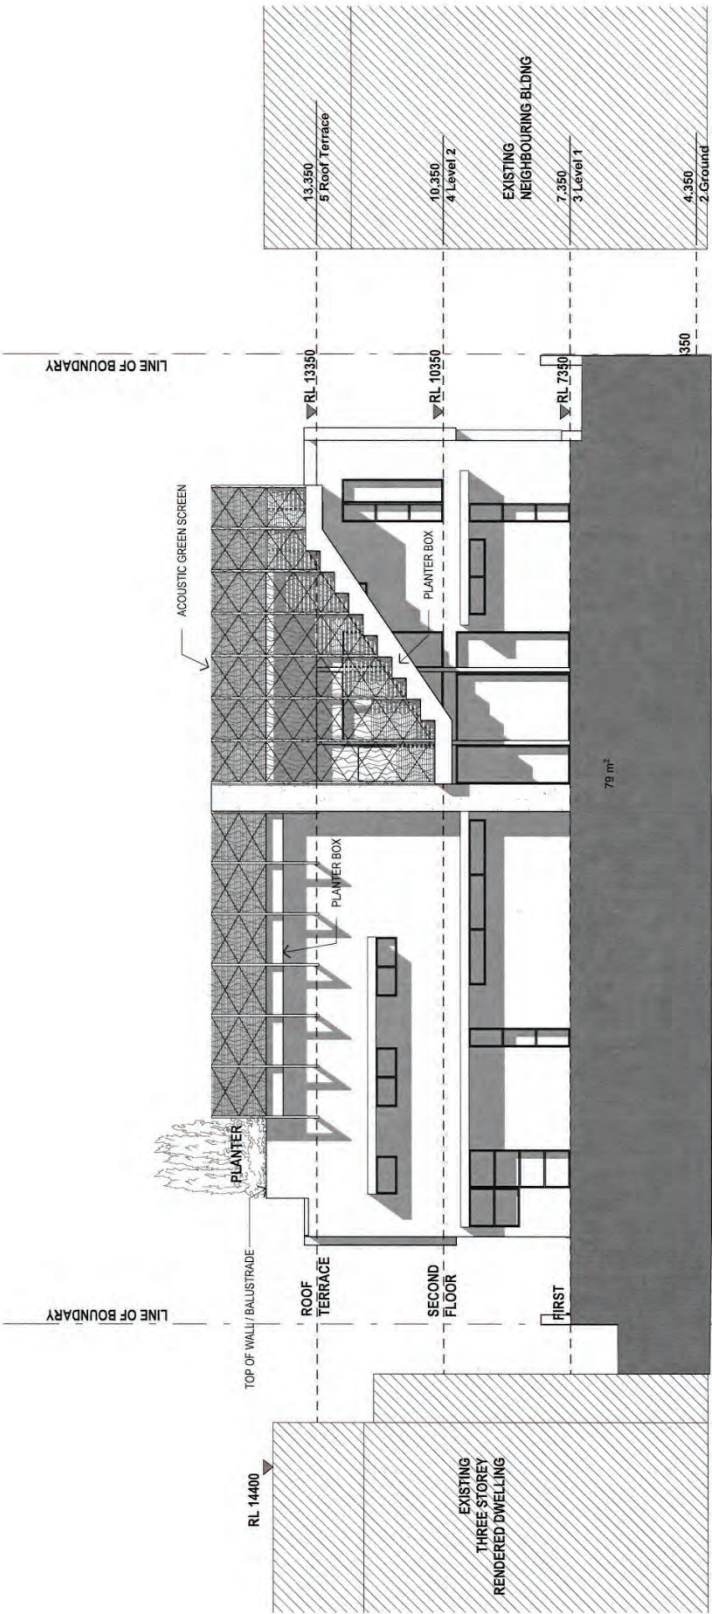 RL 14400
EXISTING
THREE STOREY
RENDERED DWELLING
LINE OF BOUNDARY
TOP OF WALL / BALUSTRADE
PLANTER
ROOF
TERRACE
SECOND
FLOOR
FIRST
PLANTER BOX
79 m²
ACOUSTIC GREEN SCREEN
PLANTER BOX
LINE OF BOUNDARY
RL 13350
RL 10350
RL 7350
350
13.350
5 Roof Terrace
10.350
4 Level 2
EXISTING
NEIGHBOURING BLDNG
7.350
3 Level 1
4.350
2 Ground